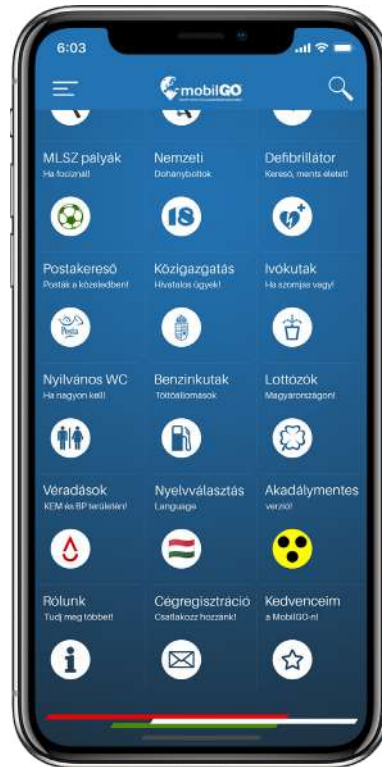 6:03
mobilGO
MLSZ pályák
Ha fociznál!
Nemzeti
Dohányboltok
Defibrillátor
Kereső, ments életet!
18
Postakereső
Posták a közeledben!
Közigazgatás
Hivatalos ügyek!
Ivókutak
Ha szomjas vagy!
Posta
Nyilvános WC
Ha nagyon kell!
Benzinkutak
Töltőállomások
Lottózók
Magyarországon!
Véradások
KEM és BP területén!
Nyelvválasztás
Language
Akadálymentes
verzió!
Rólunk
Tudj meg többet!
Cégregisztráció
Csatlakozz hozzánk!
Kedvenceim
a MobilGO-n!